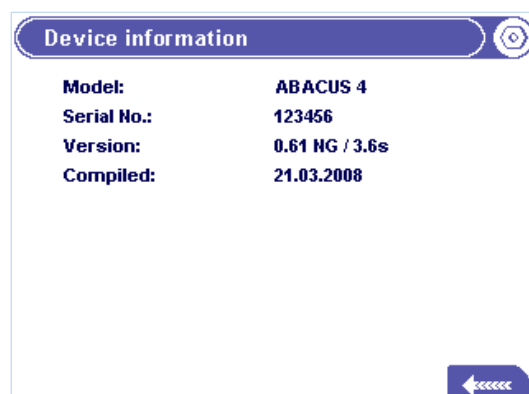 Device information
Model: ABACUS 4
Serial No.: 123456
Version: 0.61 NG / 3.6s
Compiled: 21.03.2008